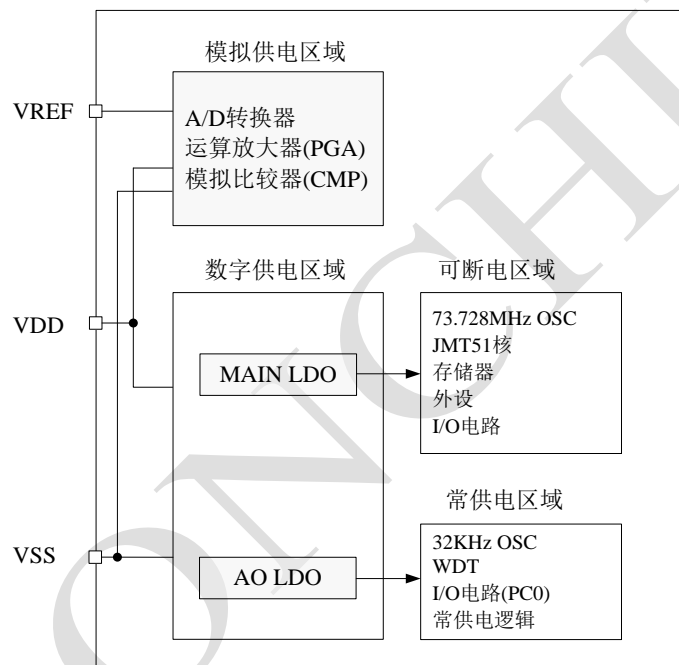 模拟供电区域
VREF
A/D转换器
运算放大器(PGA)
模拟比较器(CMP)
数字供电区域
可断电区域
VDD
MAIN LDO
73.728MHz OSC
JMT51核
存储器
外设
I/O电路
常供电区域
VSS
AO LDO
32KHz OSC
WDT
I/O电路(PC0)
常供电逻辑
ONCHI